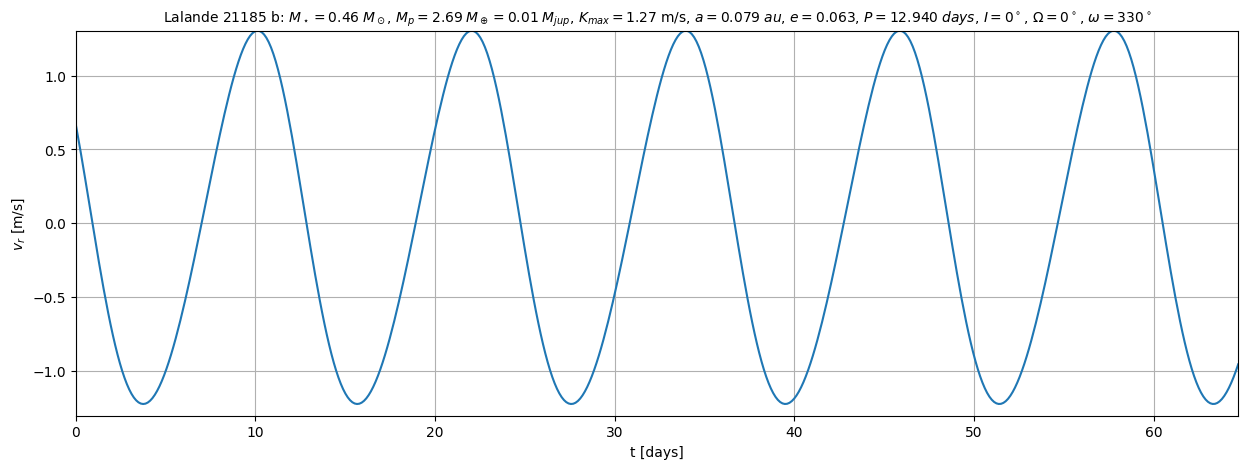 Lalande 21185 b: M⋆ = 0.46 M⊙, Mp = 2.69 M⊕ = 0.01 Mjup, Kmax = 1.27 m/s, a = 0.079 au, e = 0.063, P = 12.940 days, I = 0°, Ω = 0°, ω = 330°
1.0
0.5
0.0
−0.5
−1.0
vr [m/s]
0 10 20 30 40 50 60
t [days]